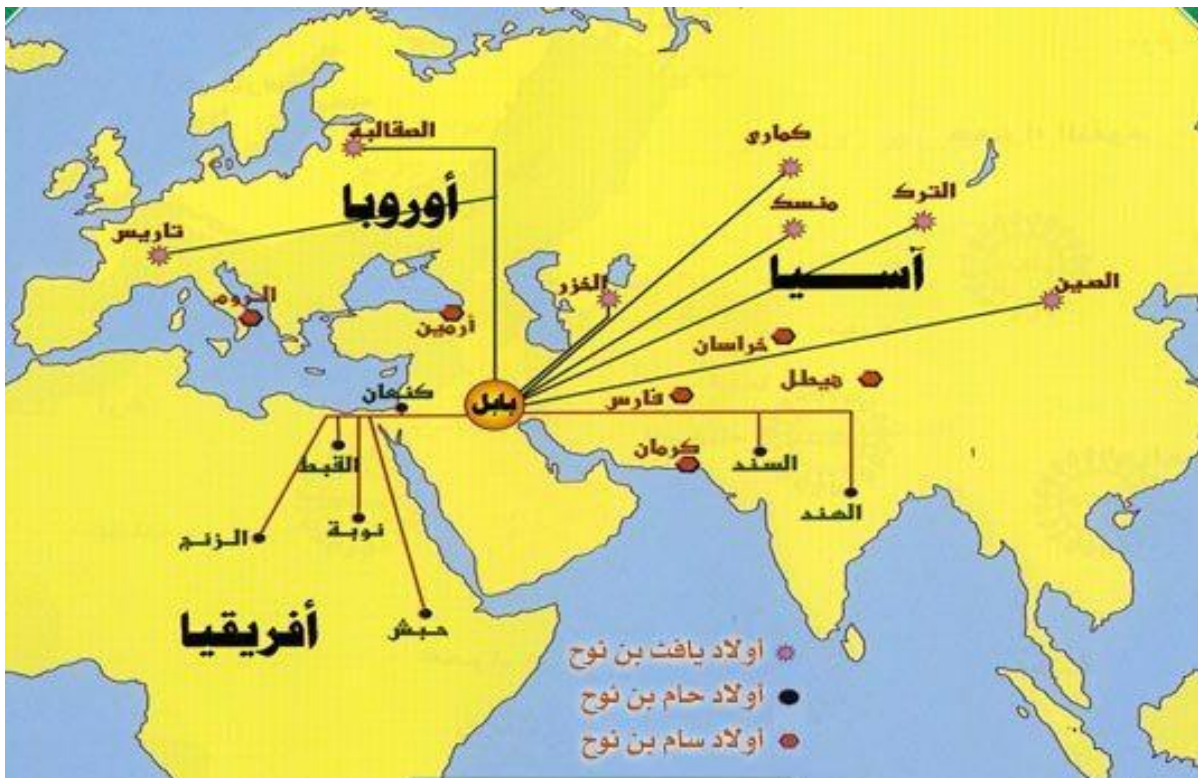 الصقالبة
كمارى
أوروبا
منسك
الترك
تاريس
آسيا
الخزر
الصين
الروم
أرمين
خراسان
هيطل
فارس
كنعان
بابل
كرمان
السند
القبط
الهند
نوبة
الزنج
حبش
أفريقيا
أولاد يافث بن نوح
أولاد حام بن نوح
أولاد سام بن نوح